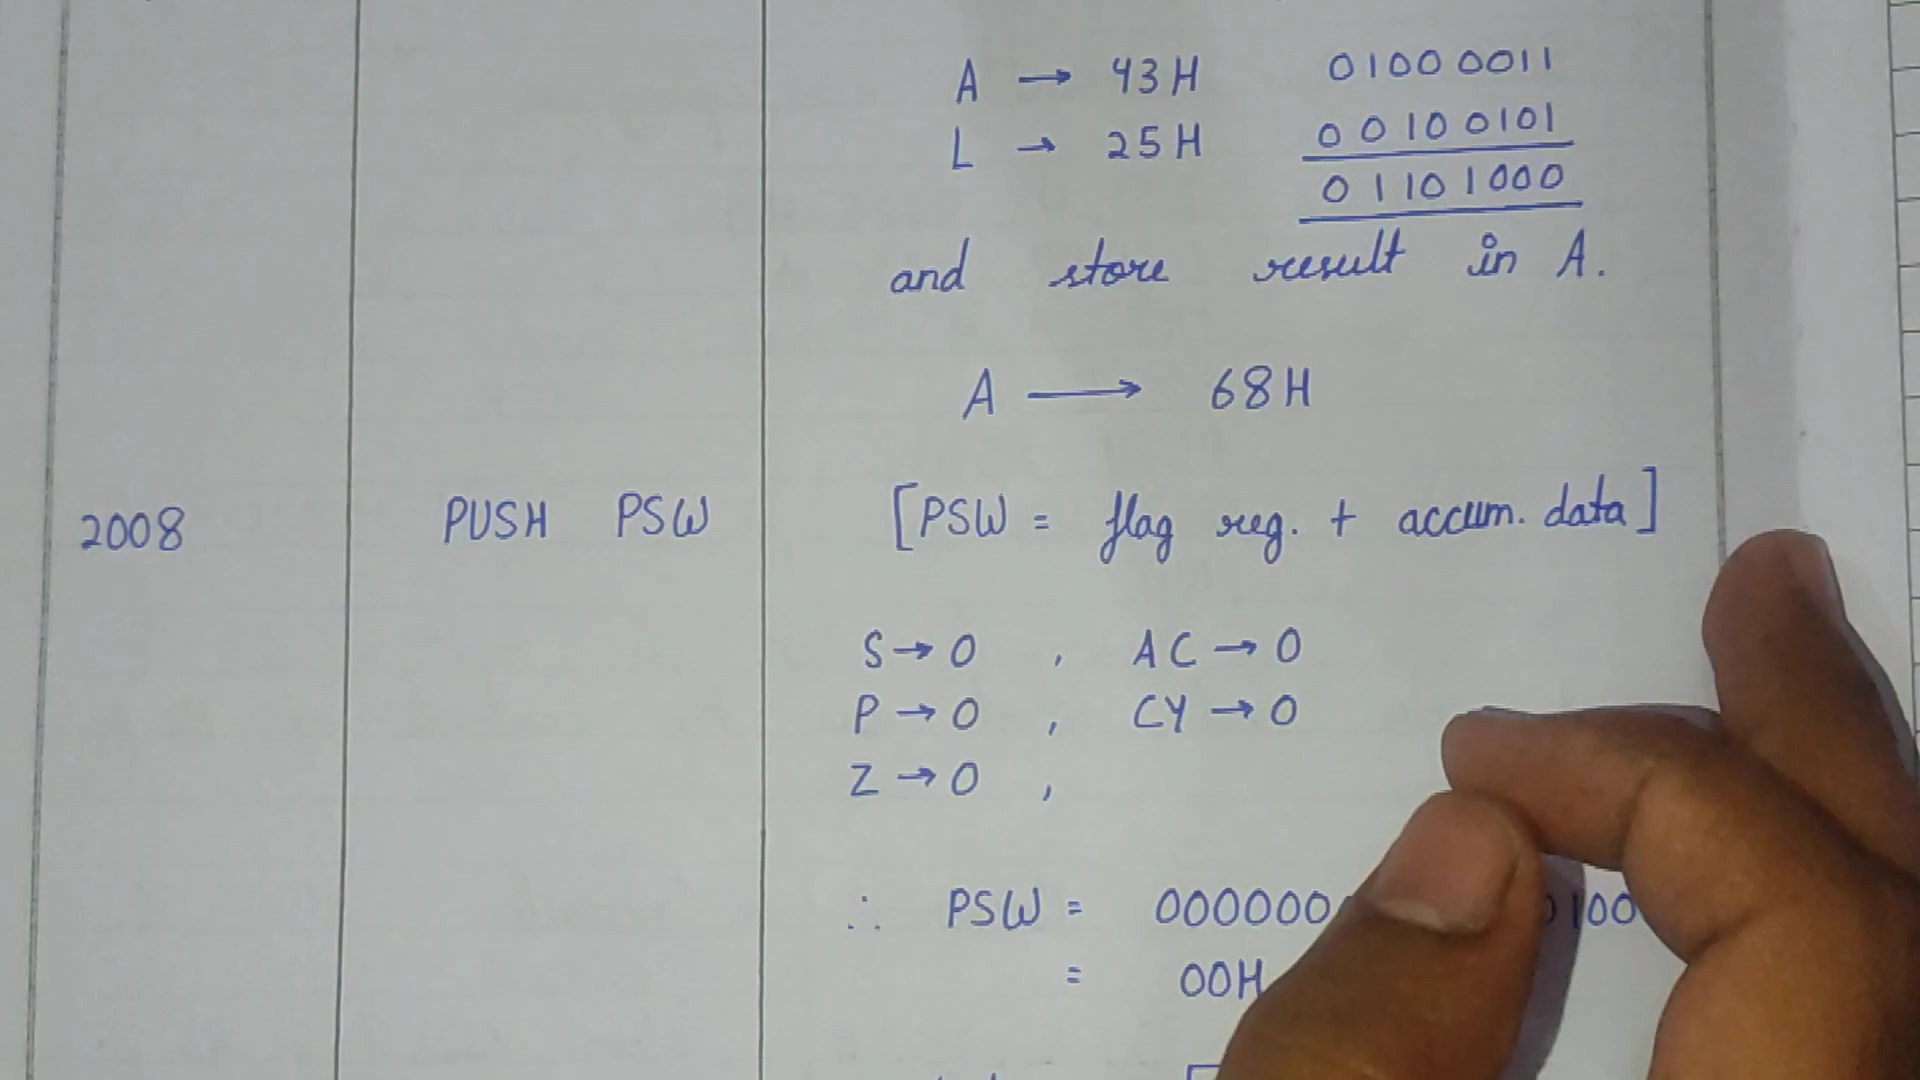 A → 43H 01000011
L → 25H 00100101
01101000
and store result in A.
A → 68H
2008 PUSH PSW [PSW = flag reg. + accum. data]
S → 0 , AC → 0
P → 0 , CY → 0
Z → 0 ,
∴ PSW = 000000 0100
= 00H